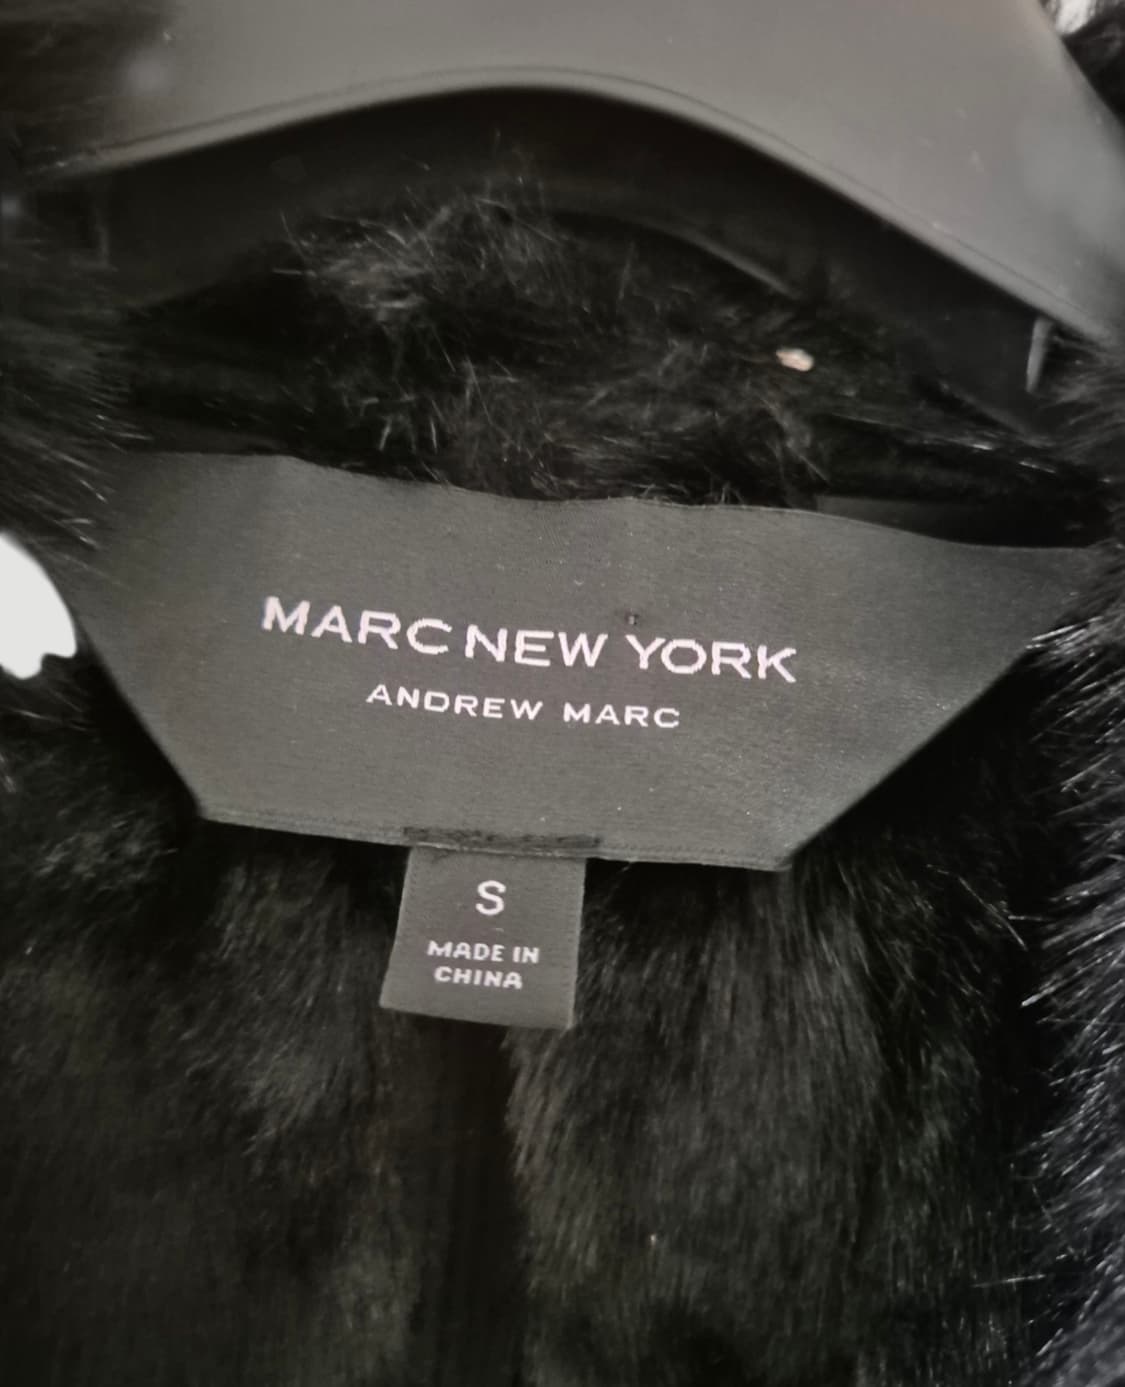 MARC NEW YORK
ANDREW MARC
S
MADE IN
CHINA